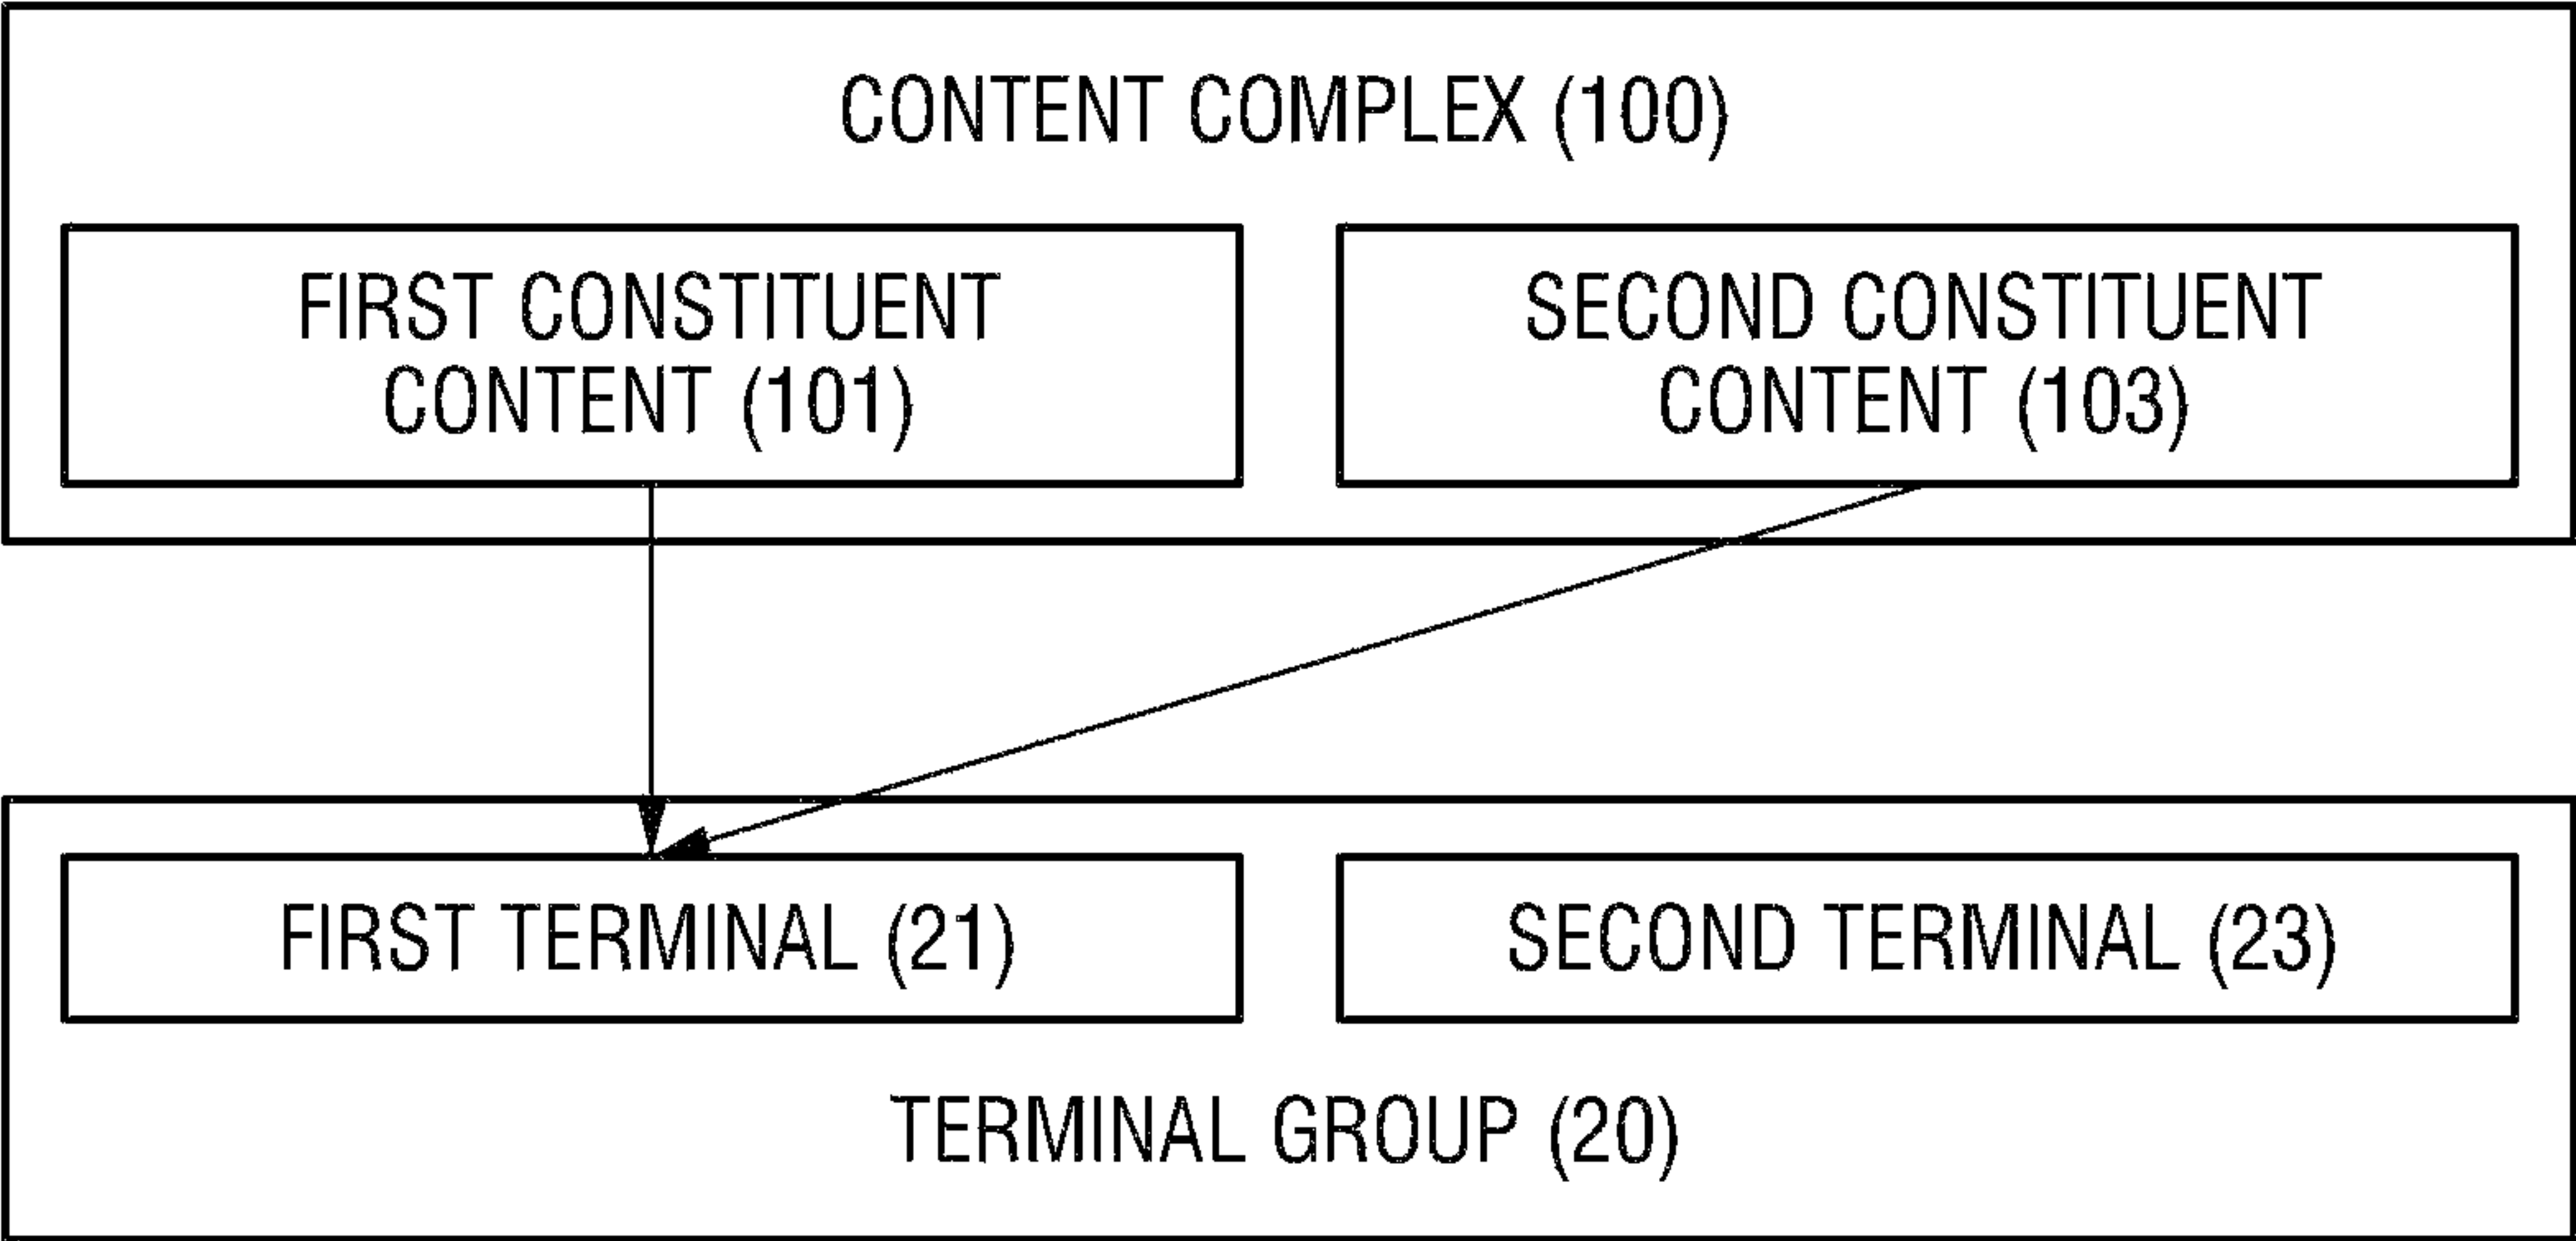 CONTENT COMPLEX (100)
FIRST CONSTITUENT
CONTENT (101)
SECOND CONSTITUENT
CONTENT (103)
FIRST TERMINAL (21)
SECOND TERMINAL (23)
TERMINAL GROUP (20)